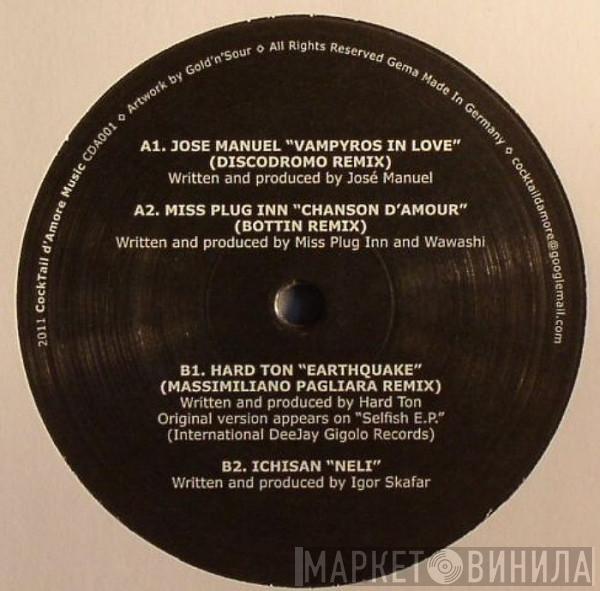 2011 CockTail d'Amore Music CDA001 ⋄ Artwork by Gold'n'Sour ⋄ All Rights Reserved Gema Made In Germany ⋄ cocktaildamore@googlemail.com
A1. JOSE MANUEL “VAMPYROS IN LOVE”
(DISCODROMO REMIX)
Written and produced by José Manuel
A2. MISS PLUG INN “CHANSON D’AMOUR”
(BOTTIN REMIX)
Written and produced by Miss Plug Inn and Wawashi
B1. HARD TON “EARTHQUAKE”
(MASSIMILIANO PAGLIARA REMIX)
Written and produced by Hard Ton
Original version appears on “Selfish E.P.”
(International DeeJay Gigolo Records)
B2. ICHISAN “NELI”
Written and produced by Igor Skafar
МАРКЕТ ВИНИЛА